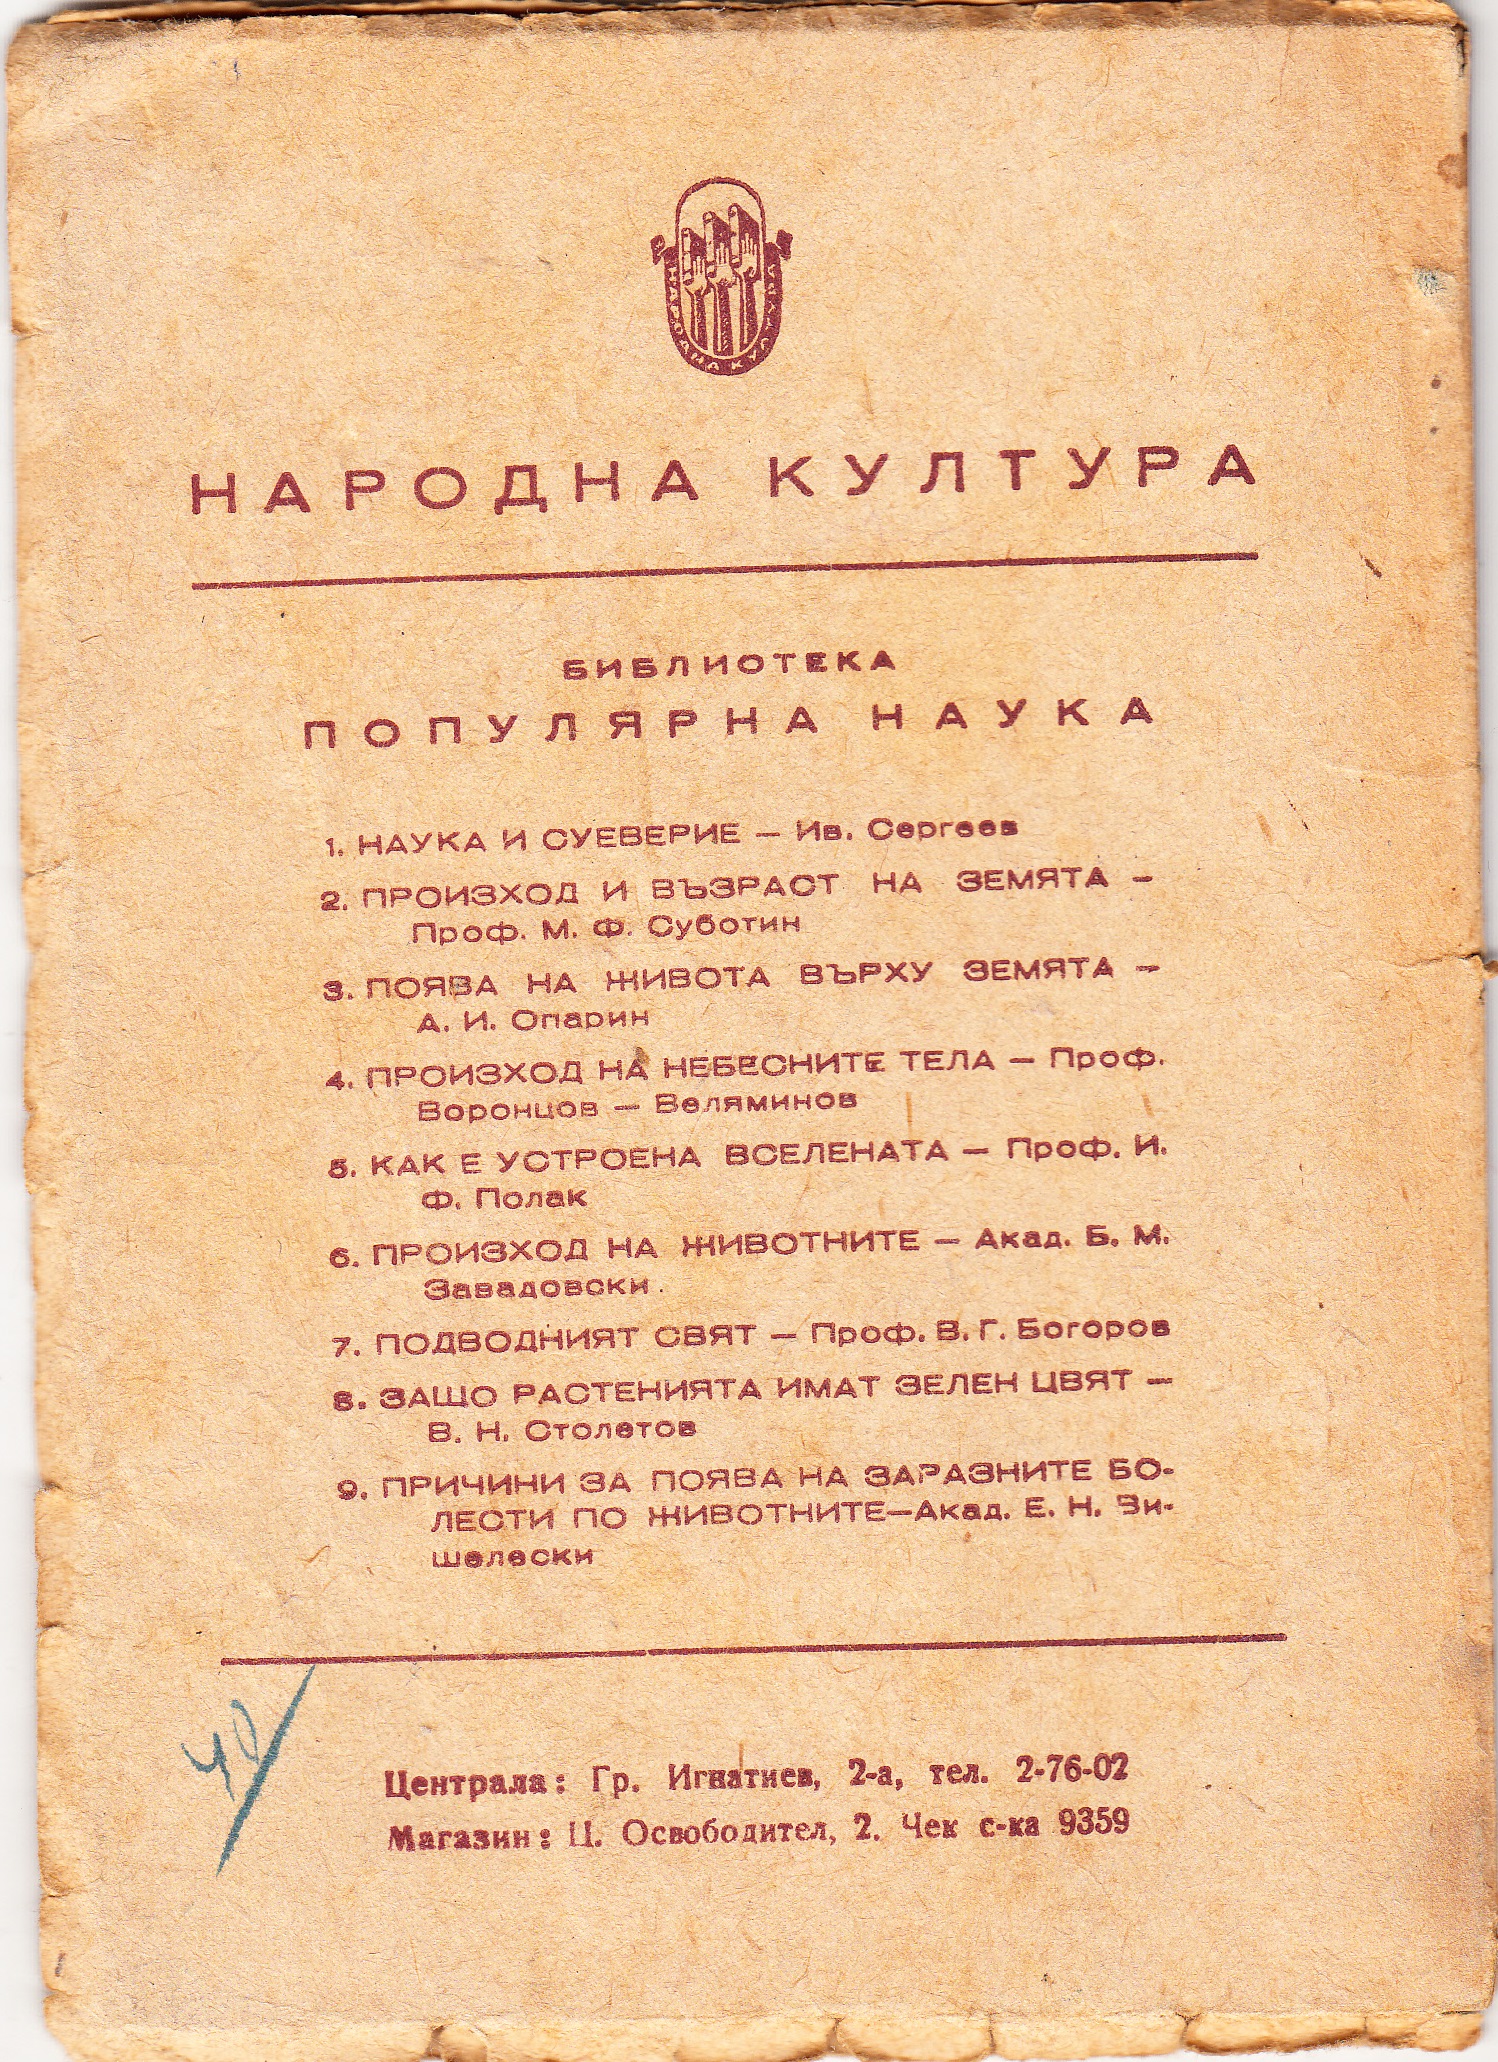 НАРОДНА КУЛТУРА
НАРОДНА КУЛТУРА
БИБЛИОТЕКА
ПОПУЛЯРНА НАУКА
1. НАУКА И СУЕВЕРИЕ – Ив. Сергеев
2. ПРОИЗХОД И ВЪЗРАСТ НА ЗЕМЯТА –
Проф. М. Ф. Суботин
3. ПОЯВА НА ЖИВОТА ВЪРХУ ЗЕМЯТА –
А. И. Опарин
4. ПРОИЗХОД НА НЕБЕСНИТЕ ТЕЛА – Проф.
Воронцов – Веляминов
5. КАК Е УСТРОЕНА ВСЕЛЕНАТА – Проф. И.
Ф. Полак
6. ПРОИЗХОД НА ЖИВОТНИТЕ – Акад. Б. М.
Завадовски.
7. ПОДВОДНИЯТ СВЯТ – Проф. В. Г. Богоров
8. ЗАЩО РАСТЕНИЯТА ИМАТ ЗЕЛЕН ЦВЯТ –
В. Н. Столетов
9. ПРИЧИНИ ЗА ПОЯВА НА ЗАРАЗНИТЕ БО-
ЛЕСТИ ПО ЖИВОТНИТЕ–Акад. Е. Н. Ви-
шелески
40
Централа: Гр. Игнатиев, 2-а, тел. 2-76-02
Магазин: Ц. Освободител, 2. Чек с-ка 9359